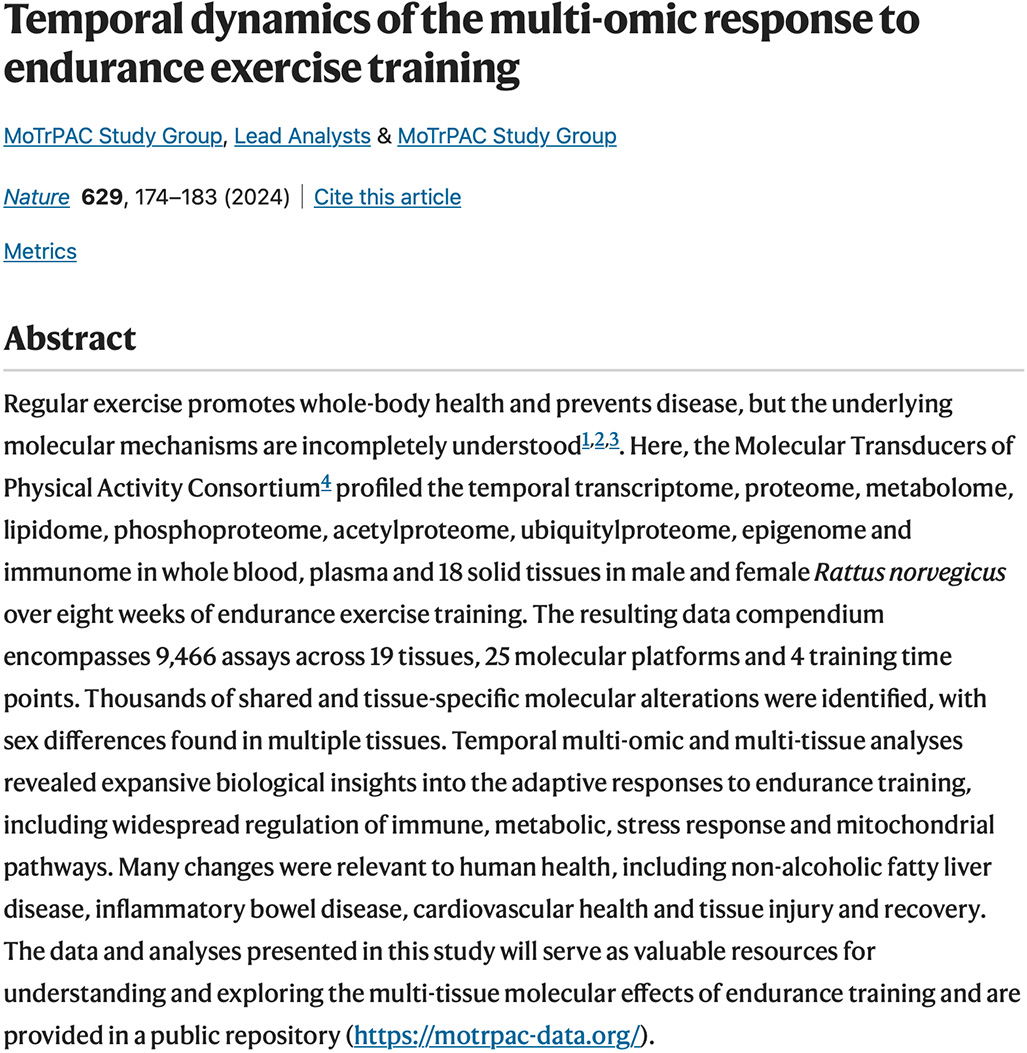 Temporal dynamics of the multi-omic response to
endurance exercise training
MoTrPAC Study Group, Lead Analysts & MoTrPAC Study Group
Nature 629, 174–183 (2024) | Cite this article
Metrics
Abstract
Regular exercise promotes whole-body health and prevents disease, but the underlying
molecular mechanisms are incompletely understood1,2,3. Here, the Molecular Transducers of
Physical Activity Consortium4 profiled the temporal transcriptome, proteome, metabolome,
lipidome, phosphoproteome, acetylproteome, ubiquitylproteome, epigenome and
immunome in whole blood, plasma and 18 solid tissues in male and female Rattus norvegicus
over eight weeks of endurance exercise training. The resulting data compendium
encompasses 9,466 assays across 19 tissues, 25 molecular platforms and 4 training time
points. Thousands of shared and tissue-specific molecular alterations were identified, with
sex differences found in multiple tissues. Temporal multi-omic and multi-tissue analyses
revealed expansive biological insights into the adaptive responses to endurance training,
including widespread regulation of immune, metabolic, stress response and mitochondrial
pathways. Many changes were relevant to human health, including non-alcoholic fatty liver
disease, inflammatory bowel disease, cardiovascular health and tissue injury and recovery.
The data and analyses presented in this study will serve as valuable resources for
understanding and exploring the multi-tissue molecular effects of endurance training and are
provided in a public repository (https://motrpac-data.org/).